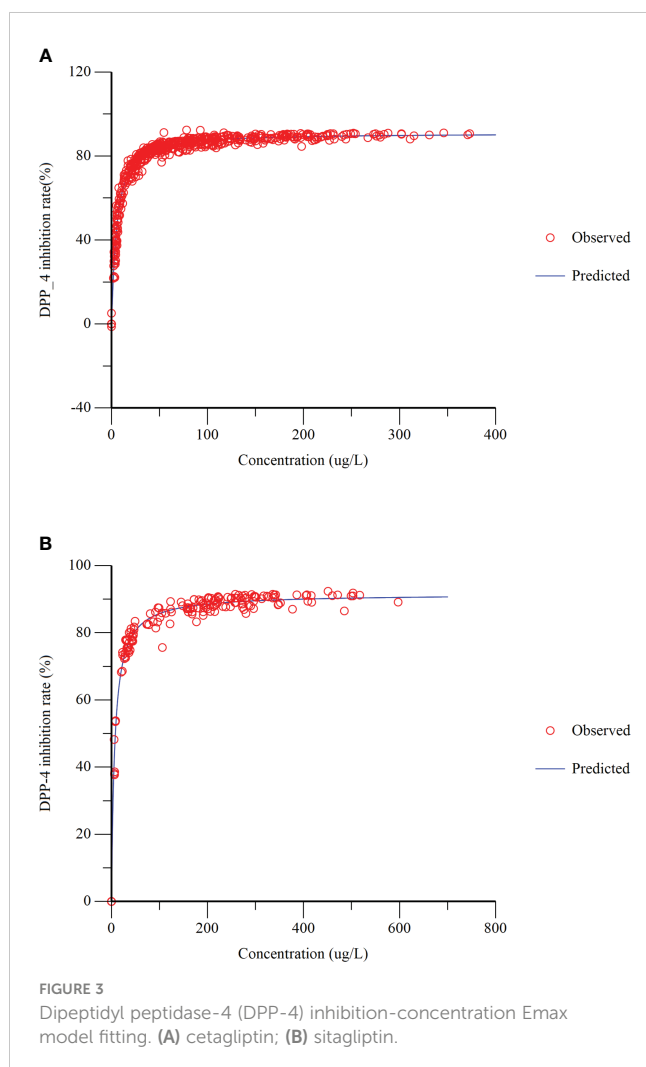 A
120
80
40
0
-40
DPP_4 inhibition rate(%)
0 100 200 300 400
Concentration (ug/L)
Observed
Predicted
B
100
80
60
40
20
0
DPP-4 inhibition rate (%)
0 200 400 600 800
Concentration (ug/L)
Observed
Predicted
FIGURE 3
Dipeptidyl peptidase-4 (DPP-4) inhibition-concentration Emax
model fitting. (A) cetagliptin; (B) sitagliptin.